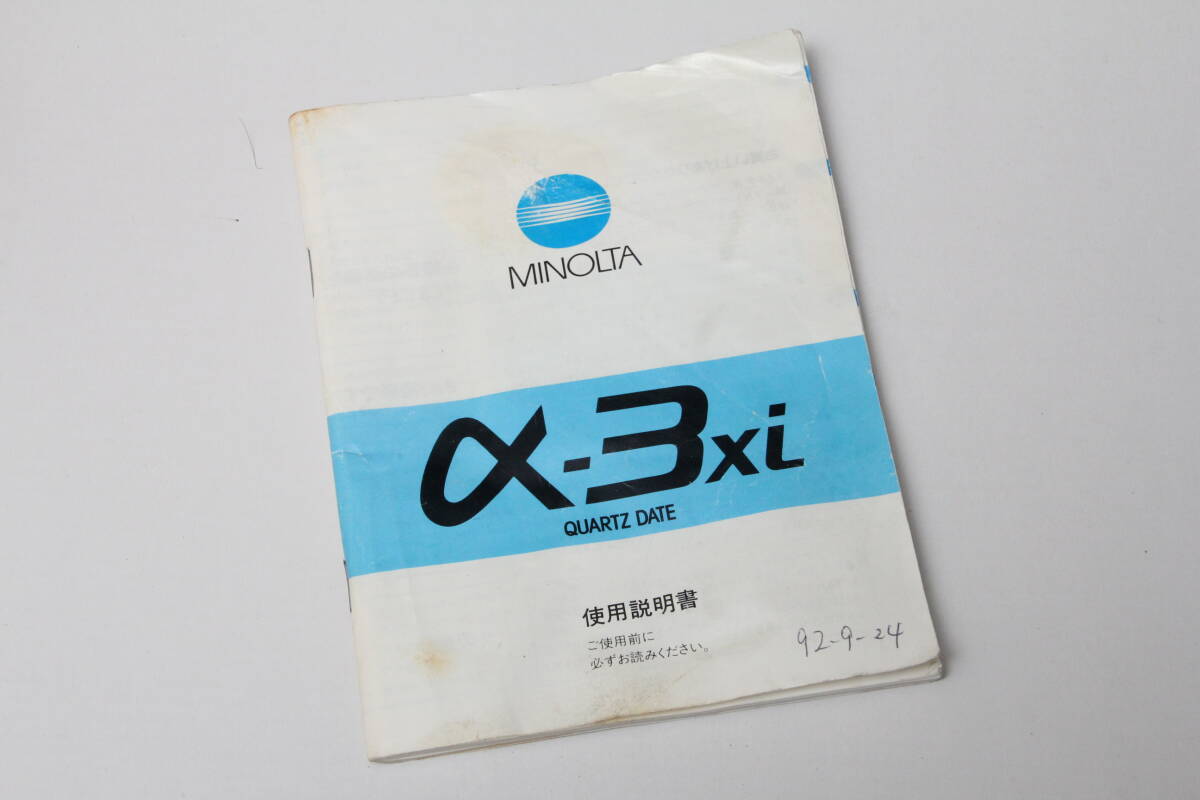 MINOLTA
α-3xi
QUARTZ DATE
使用説明書
ご使用前に
必ずお読みください。
92-9-24